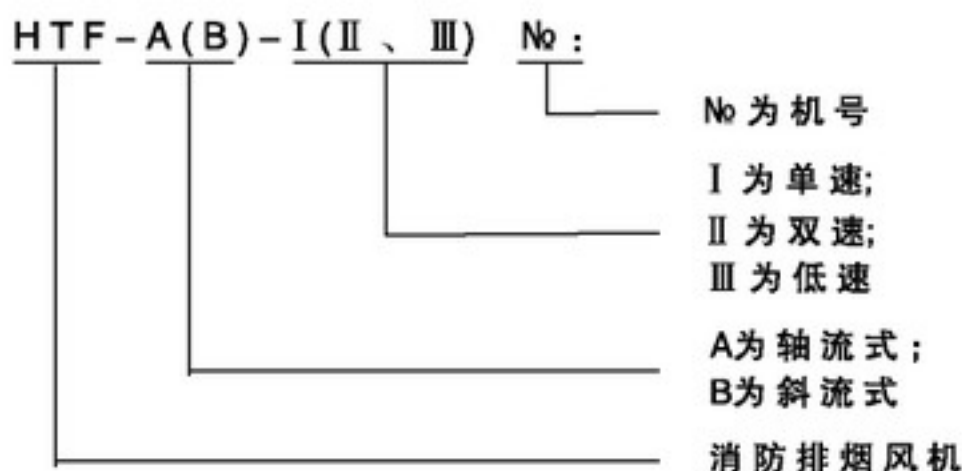 HTF-A(B)-Ⅰ(Ⅱ、Ⅲ) №:
№为机号
Ⅰ为单速;
Ⅱ为双速;
Ⅲ为低速
A为轴流式;
B为斜流式
消防排烟风机